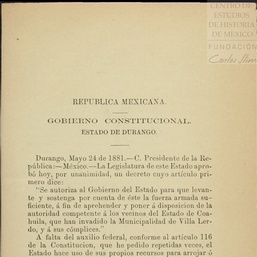 CENTRO DE
ESTUDIOS
DE HISTORIA
DE MEXICO
FUNDACIÓN
Carlos Slim
REPUBLICA MEXICANA.
GOBIERNO CONSTITUCIONAL.
ESTADO DE DURANGO.
Durango, Mayo 24 de 1881.—C. Presidente de la Re-
pública:—México.—La Legislatura de este Estado apro-
bó hoy, por unanimidad, un decreto cuyo artículo pri-
mero dice:
"Se autoriza al Gobierno del Estado para que levan-
te y sostenga por cuenta de éste la fuerza armada su-
ficiente, á fin de aprehender y poner á disposicion de la
autoridad competente á los vecinos del Estado de Coa-
huila, que han invadido la Municipalidad de Villa Ler-
do, y á sus cómplices."
A falta del auxilio federal, conforme al artículo 116
de la Constitucion, que he pedido repetidas veces, el
Estado hace uso de sus propios recursos para arrojar ó